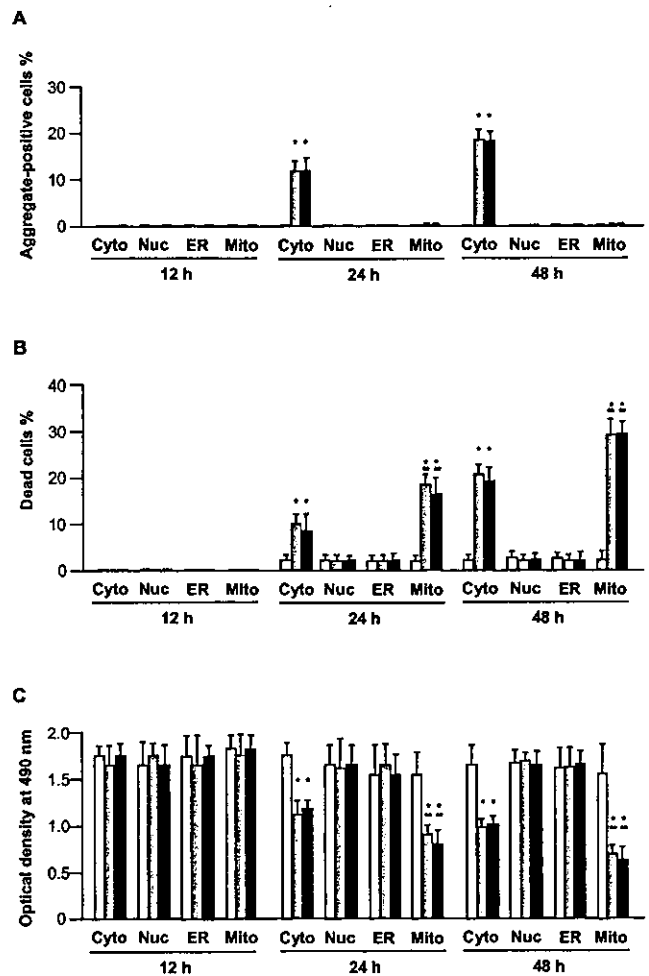 A
Aggregate-positive cells %
30
20
10
0
* *
* *
Cyto Nuc ER Mito Cyto Nuc ER Mito Cyto Nuc ER Mito
12 h 24 h 48 h
B
Dead cells %
40
30
20
10
0
* *
* *
** **
* *
* *
** **
Cyto Nuc ER Mito Cyto Nuc ER Mito Cyto Nuc ER Mito
12 h 24 h 48 h
C
Optical density at 490 nm
2.0
1.5
1.0
0.5
0
* *
* *
** **
* *
* *
** **
Cyto Nuc ER Mito Cyto Nuc ER Mito Cyto Nuc ER Mito
12 h 24 h 48 h